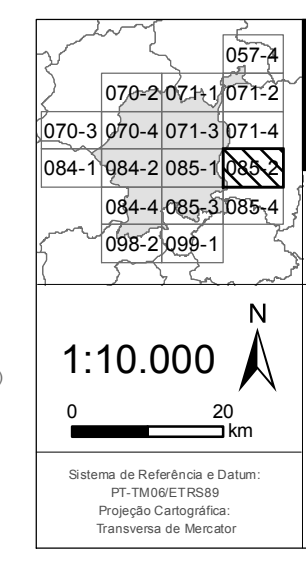 057-4
070-2 071-1 071-2
070-3 070-4 071-3 071-4
084-1 084-2 085-1 085-2
084-4 085-3 085-4
098-2 099-1
N
1:10.000
0 20
km
Sistema de Referência e Datum:
PT-TM06/ETRS89
Projeção Cartográfica:
Transversa de Mercator